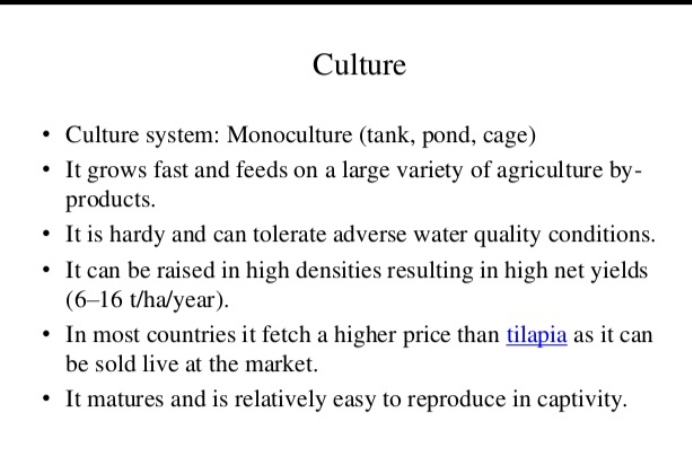 Culture
• Culture system: Monoculture (tank, pond, cage)
• It grows fast and feeds on a large variety of agriculture by-
products.
• It is hardy and can tolerate adverse water quality conditions.
• It can be raised in high densities resulting in high net yields
(6–16 t/ha/year).
• In most countries it fetch a higher price than tilapia as it can
be sold live at the market.
• It matures and is relatively easy to reproduce in captivity.